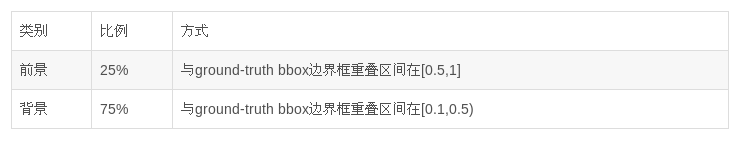 类别 比例 方式
前景 25% 与ground-truth bbox边界框重叠区间在[0.5,1]
背景 75% 与ground-truth bbox边界框重叠区间在[0.1,0.5)